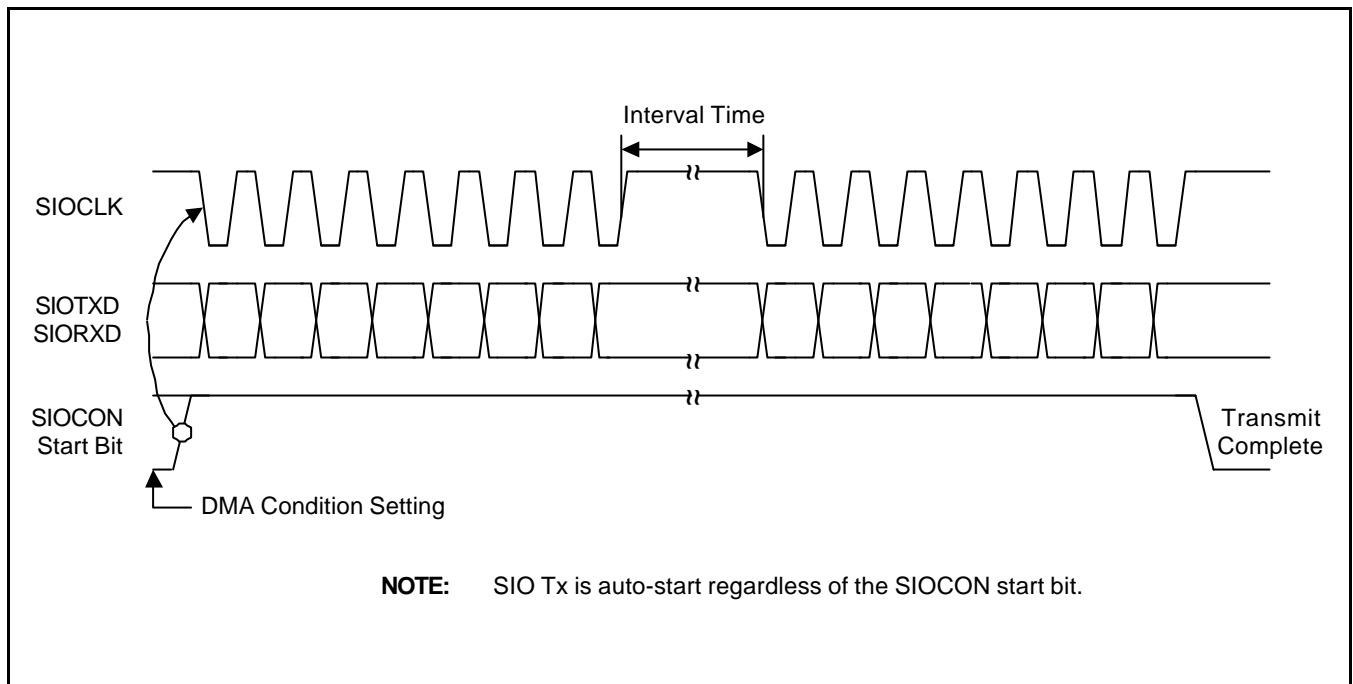 Interval Time
SIOCLK
SIOTXD
SIORXD
SIOCON
Start Bit
Transmit
Complete
DMA Condition Setting
NOTE: SIO Tx is auto-start regardless of the SIOCON start bit.